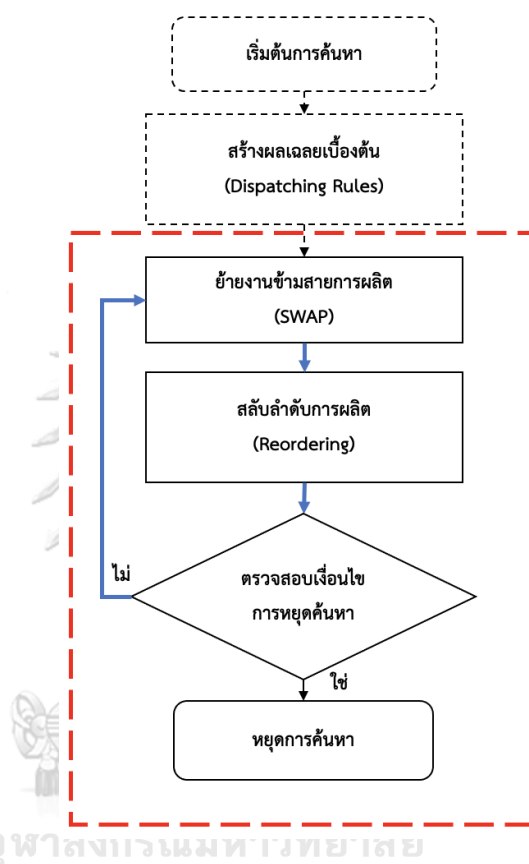 เริ่มต้นการค้นหา
สร้างผลเฉลยเบื้องต้น
(Dispatching Rules)
ย้ายงานข้ามสายการผลิต
(SWAP)
สลับลำดับการผลิต
(Reordering)
ไม่
ตรวจสอบเงื่อนไข
การหยุดค้นหา
ใช่
หยุดการค้นหา